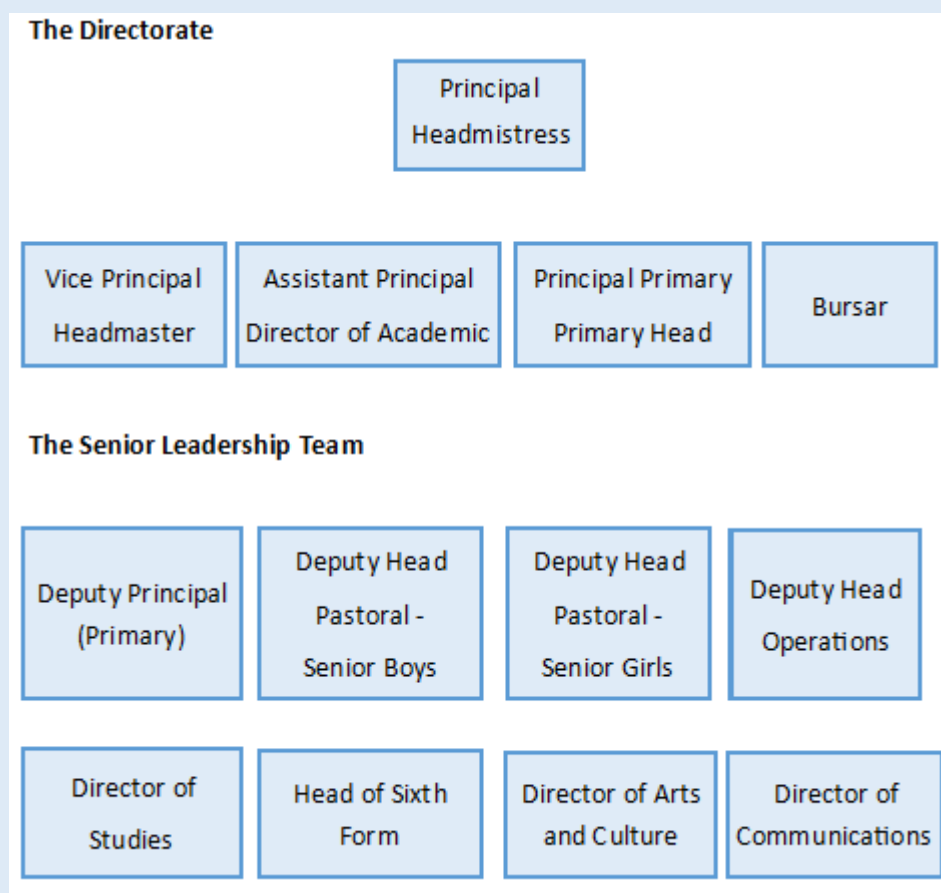 The Directorate
Principal
Headmistress
Vice Principal
Headmaster
Assistant Principal
Director of Academic
Principal Primary
Primary Head
Bursar
The Senior Leadership Team
Deputy Principal
(Primary)
Deputy Head
Pastoral -
Senior Boys
Deputy Head
Pastoral -
Senior Girls
Deputy Head
Operations
Director of
Studies
Head of Sixth
Form
Director of Arts
and Culture
Director of
Communications